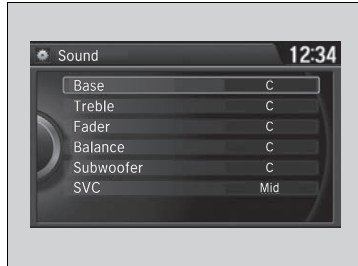 Sound 12:34
Base C
Treble C
Fader C
Balance C
Subwoofer C
SVC Mid